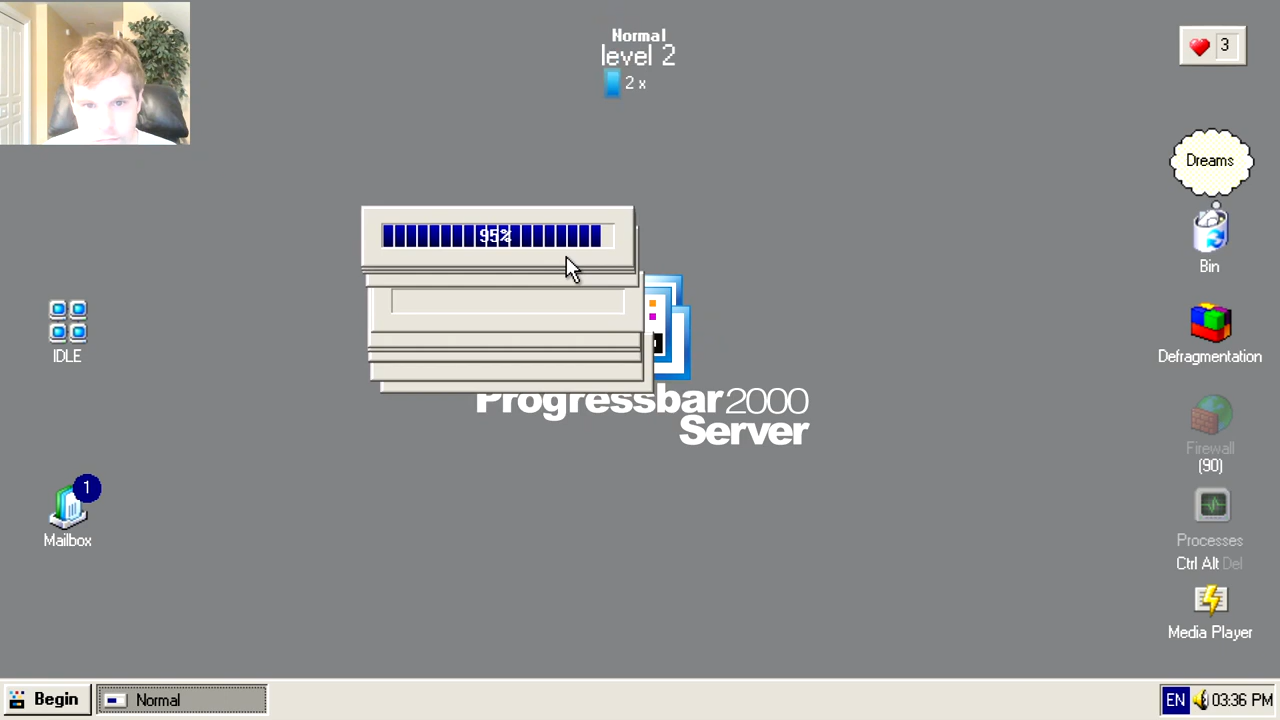 Normal
level 2
2 x
3
Dreams
Bin
95%
IDLE
Defragmentation
Progressbar2000
Server
Firewall
(90)
1
Mailbox
Processes
Ctrl Alt Del
Media Player
Begin
Normal
EN
03:36 PM